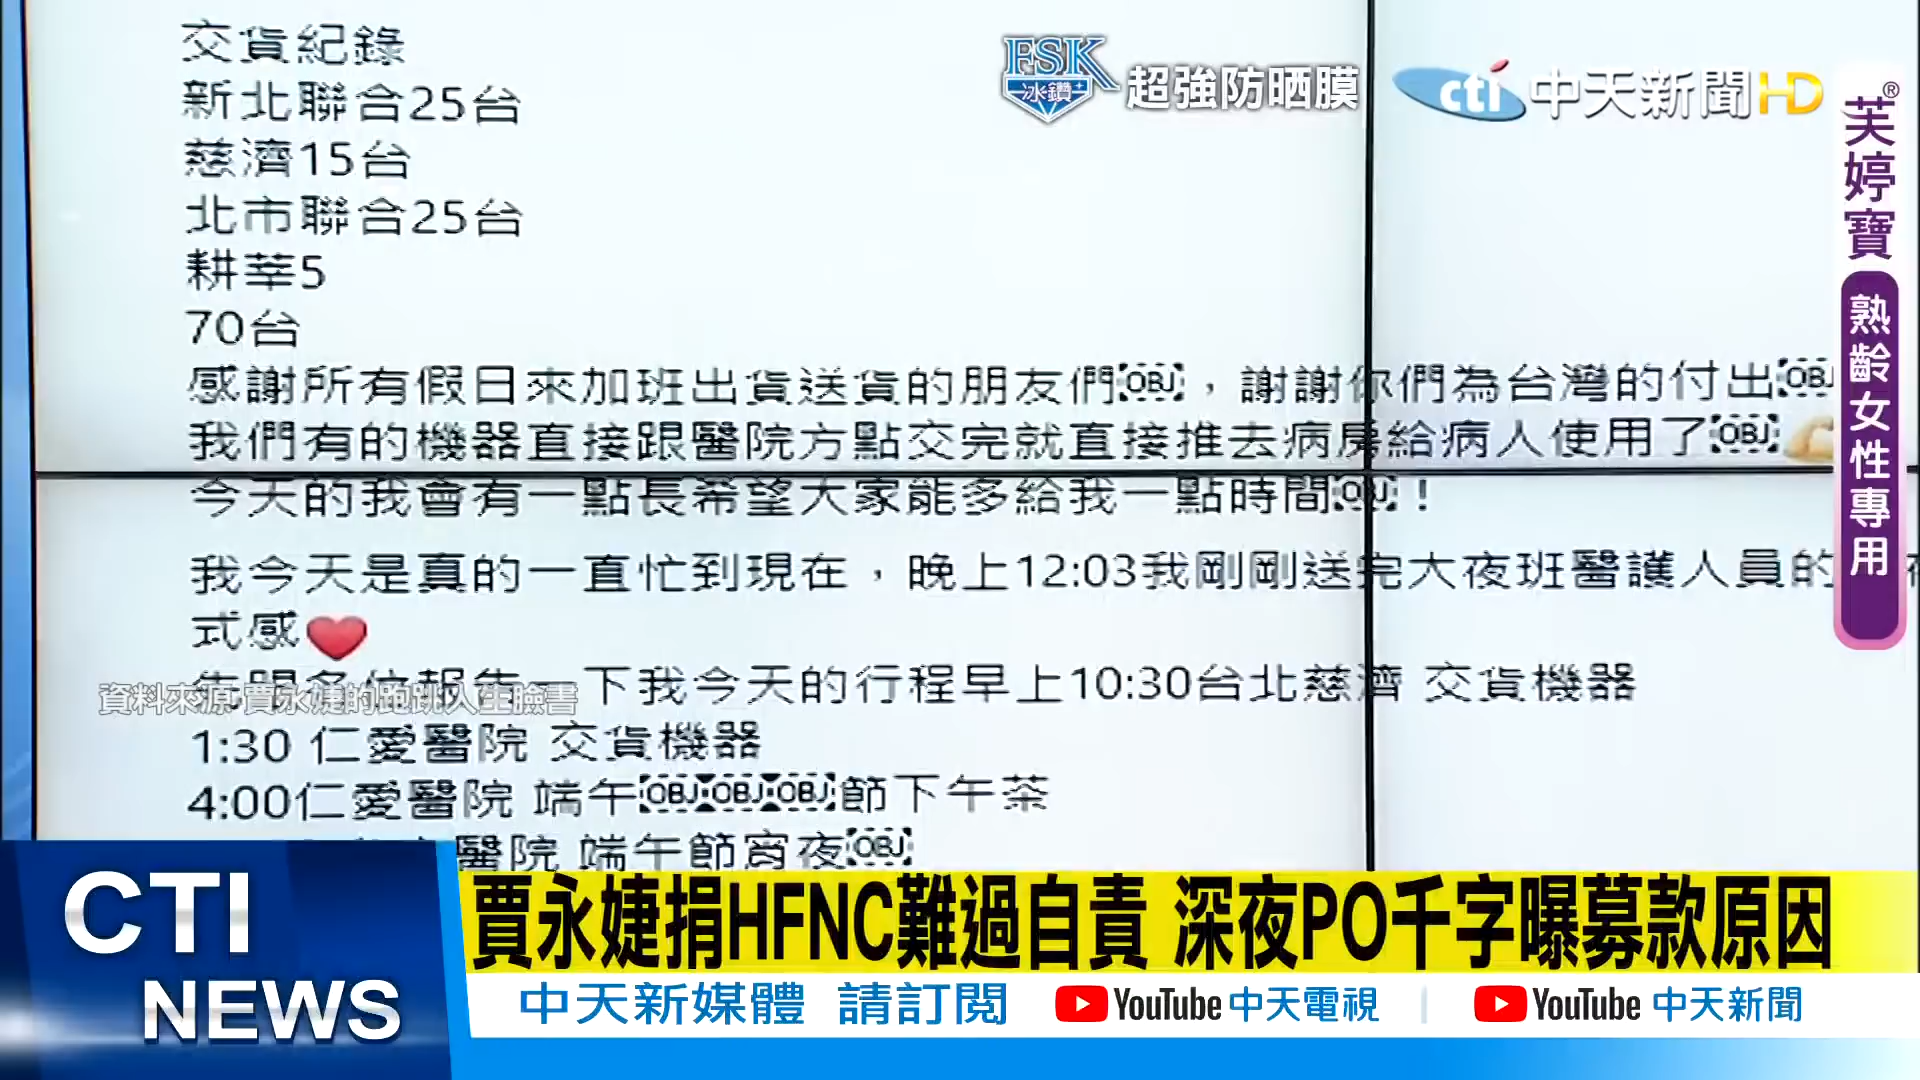 交貨紀錄
新北聯合25台
慈濟15台
北市聯合25台
耕莘5
70台
感謝所有假日來加班出貨送貨的朋友們OBJ，謝謝你們為台灣的付出OBJ
我們有的機器直接跟醫院方點交完就直接推去病房給病人使用了OBJ
今天的我會有一點長希望大家能多給我一點時間OBJ！
我今天是真的一直忙到現在，晚上12:03我剛剛送完大夜班醫護人員的
式感
先跟各位報告一下我今天的行程早上10:30台北慈濟 交貨機器
資料來源:賈永婕的跑跳人生臉書
1:30 仁愛醫院 交貨機器
4:00仁愛醫院 端午OBJOBJOBJ節下午茶
醫院 端午節宵夜OBJ
FSK
冰鑽
超強防晒膜
cti 中天新聞HD
芙婷寶®
熟齡女性專用
CTI
NEWS
賈永婕捐HFNC難過自責 深夜PO千字曝募款原因
中天新媒體 請訂閱 YouTube 中天電視 | YouTube 中天新聞